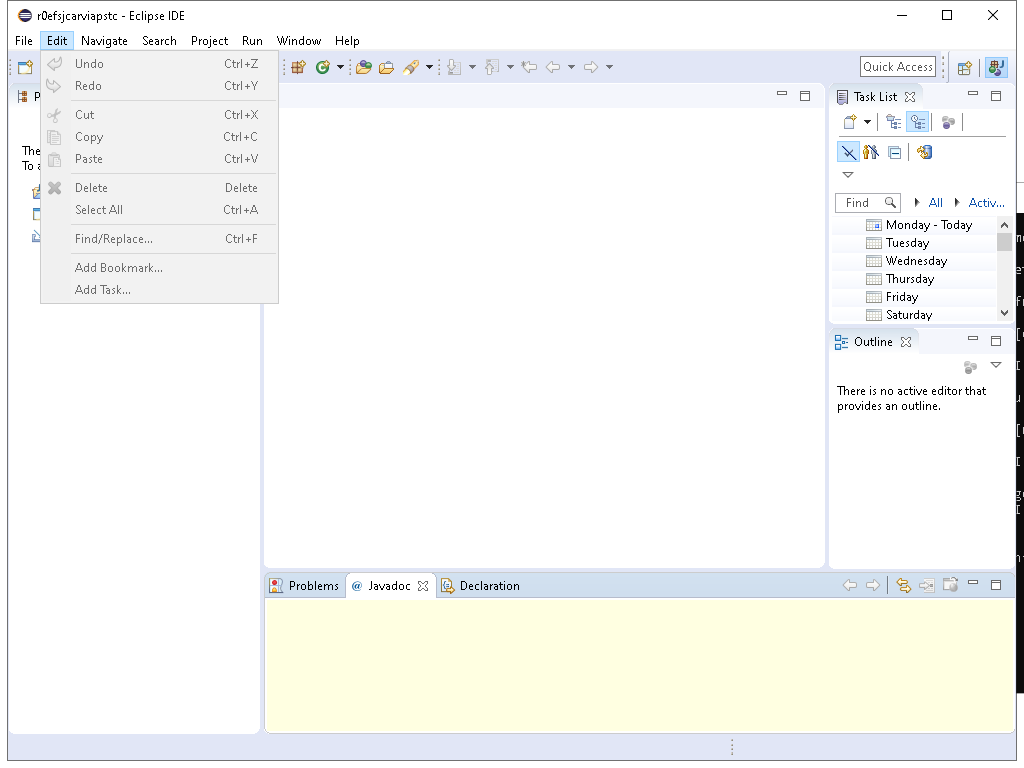 r0efsjcarviapstc - Eclipse IDE
File Edit Navigate Search Project Run Window Help
Undo Ctrl+Z
Redo Ctrl+Y
Cut Ctrl+X
Copy Ctrl+C
Paste Ctrl+V
Delete Delete
Select All Ctrl+A
Find/Replace... Ctrl+F
Add Bookmark...
Add Task...
Quick Access
Task List
Find All Activ...
Monday - Today
Tuesday
Wednesday
Thursday
Friday
Saturday
Outline
There is no active editor that
provides an outline.
Problems @ Javadoc Declaration